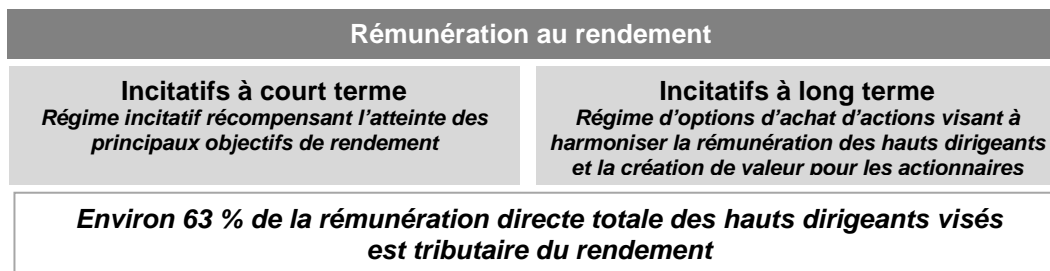 Rémunération au rendement
Incitatifs à court terme
Régime incitatif récompensant l'atteinte des
principaux objectifs de rendement
Incitatifs à long terme
Régime d'options d'achat d'actions visant à
harmoniser la rémunération des hauts dirigeants
et la création de valeur pour les actionnaires
Environ 63 % de la rémunération directe totale des hauts dirigeants visés
est tributaire du rendement